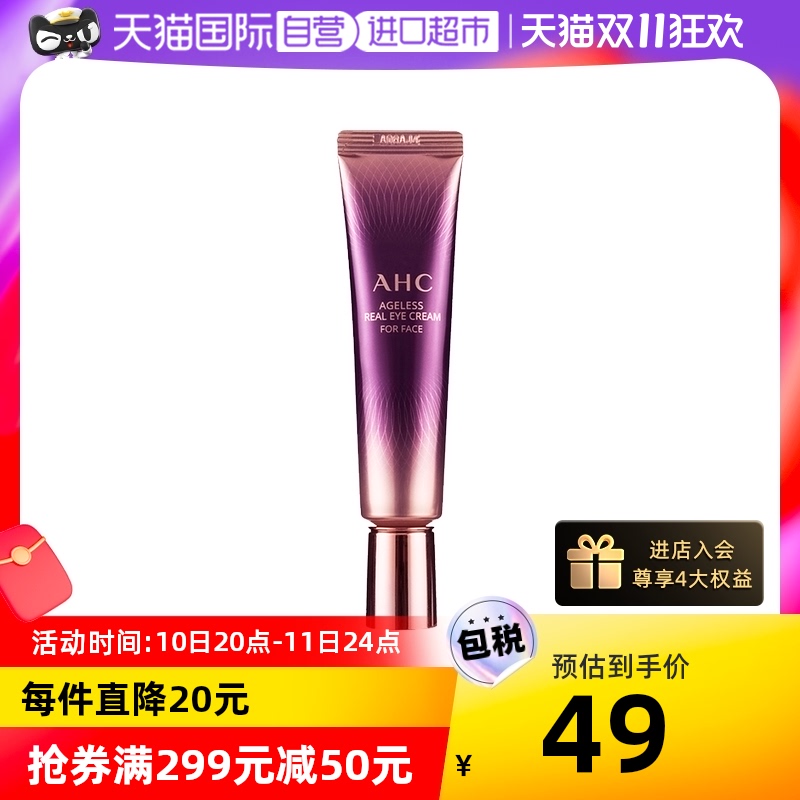 天猫国际 自营 进口超市 天猫双11狂欢
AHC
AGELESS
REAL EYE CREAM
FOR FACE
进店入会
尊享4大权益
活动时间:10日20点-11日24点
包税
预估到手价
每件直降20元
¥ 49
抢券满299元减50元